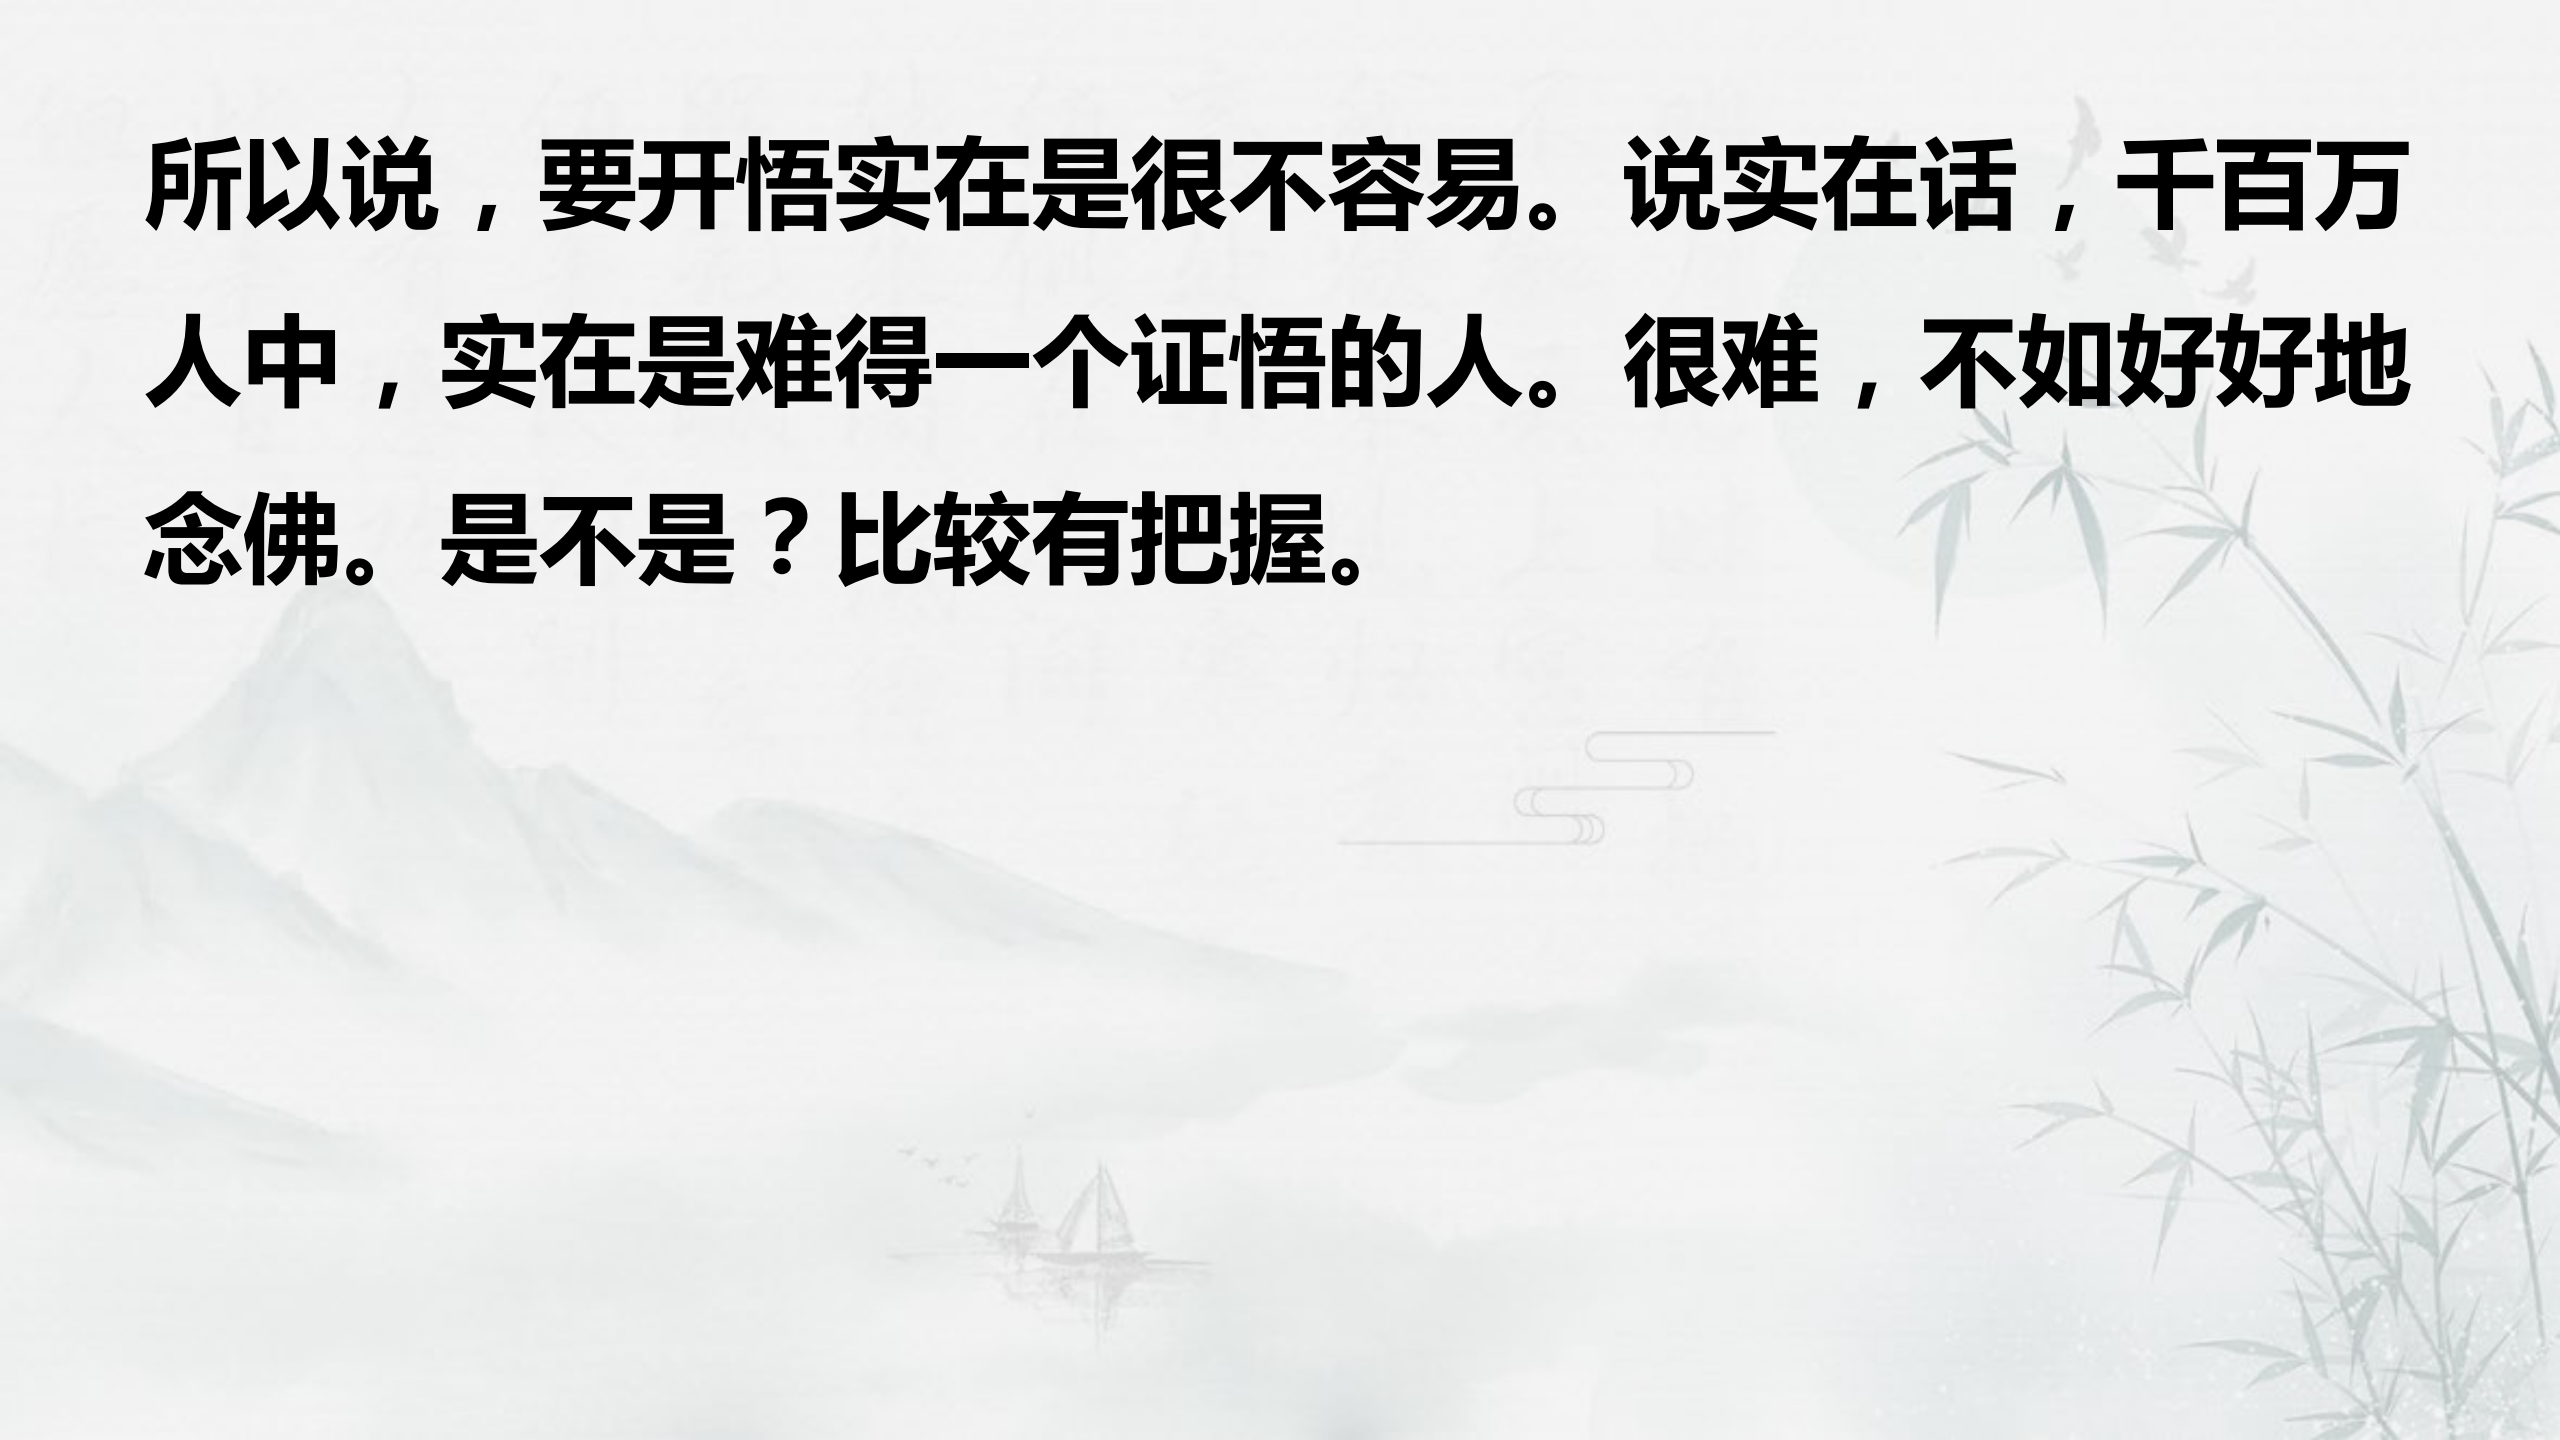 所以说，要开悟实在是很不容易。说实在话，千百万
人中，实在是难得一个证悟的人。很难，不如好好地
念佛。是不是？比较有把握。